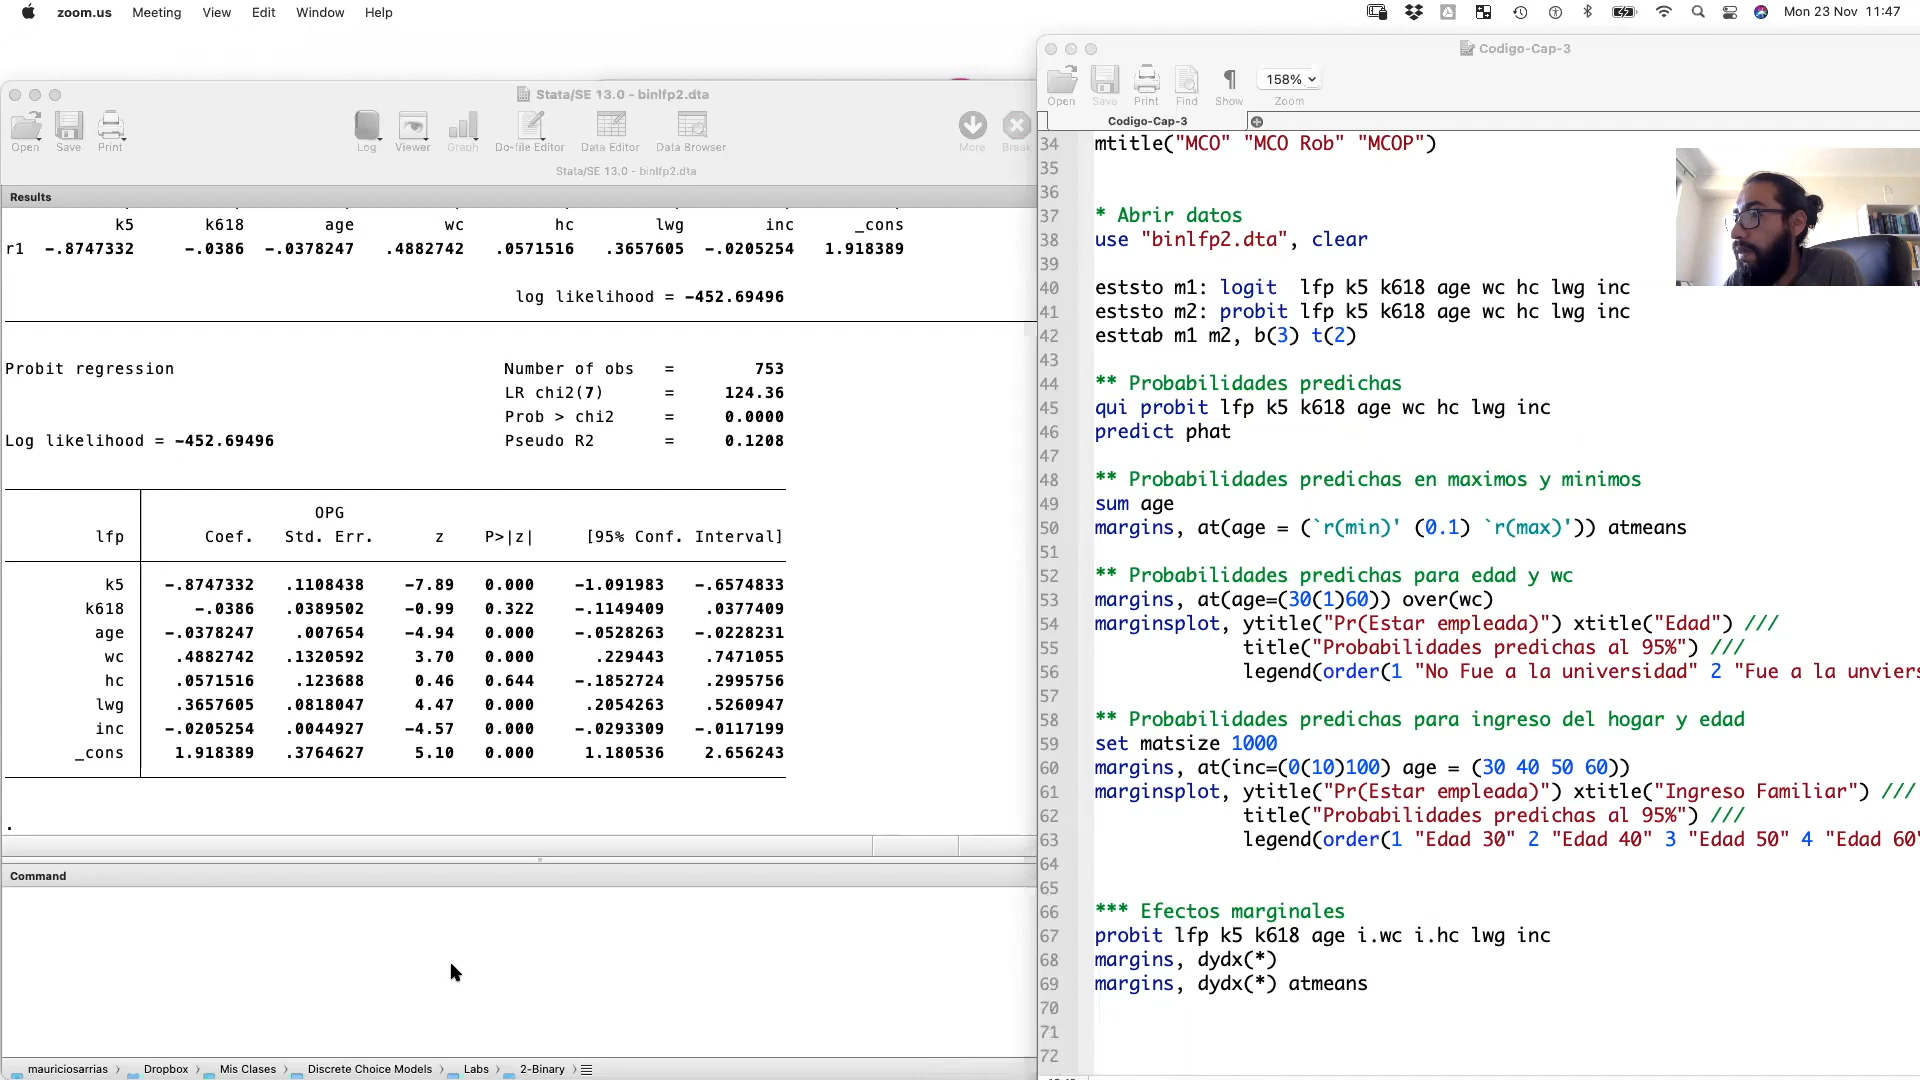 zoom.us Meeting View Edit Window Help Mon 23 Nov 11:47
Stata/SE 13.0 - binlfp2.dta
Open Save Print Log Viewer Graph Do-file Editor Data Editor Data Browser More Break
Stata/SE 13.0 - binlfp2.dta
Results
k5 k618 age wc hc lwg inc _cons
r1 -.8747332 -.0386 -.0378247 .4882742 .0571516 .3657605 -.0205254 1.918389
log likelihood = -452.69496
Probit regression Number of obs = 753
LR chi2(7) = 124.36
Prob > chi2 = 0.0000
Log likelihood = -452.69496 Pseudo R2 = 0.1208
OPG
lfp Coef. Std. Err. z P>|z| [95% Conf. Interval]
k5 -.8747332 .1108438 -7.89 0.000 -1.091983 -.6574833
k618 -.0386 .0389502 -0.99 0.322 -.1149409 .0377409
age -.0378247 .007654 -4.94 0.000 -.0528263 -.0228231
wc .4882742 .1320592 3.70 0.000 .229443 .7471055
hc .0571516 .123688 0.46 0.644 -.1852724 .2995756
lwg .3657605 .0818047 4.47 0.000 .2054263 .5260947
inc -.0205254 .0044927 -4.57 0.000 -.0293309 -.0117199
_cons 1.918389 .3764627 5.10 0.000 1.180536 2.656243
.
Command
mauriciosarrias Dropbox Mis Clases Discrete Choice Models Labs 2-Binary
Codigo-Cap-3
158%
Open Save Print Find Show Zoom
Codigo-Cap-3
34 mtitle("MCO" "MCO Rob" "MCOP")
35
36
37 * Abrir datos
38 use "binlfp2.dta", clear
39
40 eststo m1: logit lfp k5 k618 age wc hc lwg inc
41 eststo m2: probit lfp k5 k618 age wc hc lwg inc
42 esttab m1 m2, b(3) t(2)
43
44 ** Probabilidades predichas
45 qui probit lfp k5 k618 age wc hc lwg inc
46 predict phat
47
48 ** Probabilidades predichas en maximos y minimos
49 sum age
50 margins, at(age = (`r(min)' (0.1) `r(max)')) atmeans
51
52 ** Probabilidades predichas para edad y wc
53 margins, at(age=(30(1)60)) over(wc)
54 marginsplot, ytitle("Pr(Estar empleada)") xtitle("Edad") ///
55 title("Probabilidades predichas al 95%") ///
56 legend(order(1 "No Fue a la universidad" 2 "Fue a la unviers
57
58 ** Probabilidades predichas para ingreso del hogar y edad
59 set matsize 1000
60 margins, at(inc=(0(10)100) age = (30 40 50 60))
61 marginsplot, ytitle("Pr(Estar empleada)") xtitle("Ingreso Familiar") ///
62 title("Probabilidades predichas al 95%") ///
63 legend(order(1 "Edad 30" 2 "Edad 40" 3 "Edad 50" 4 "Edad 60"
64
65
66 *** Efectos marginales
67 probit lfp k5 k618 age i.wc i.hc lwg inc
68 margins, dydx(*)
69 margins, dydx(*) atmeans
70
71
72